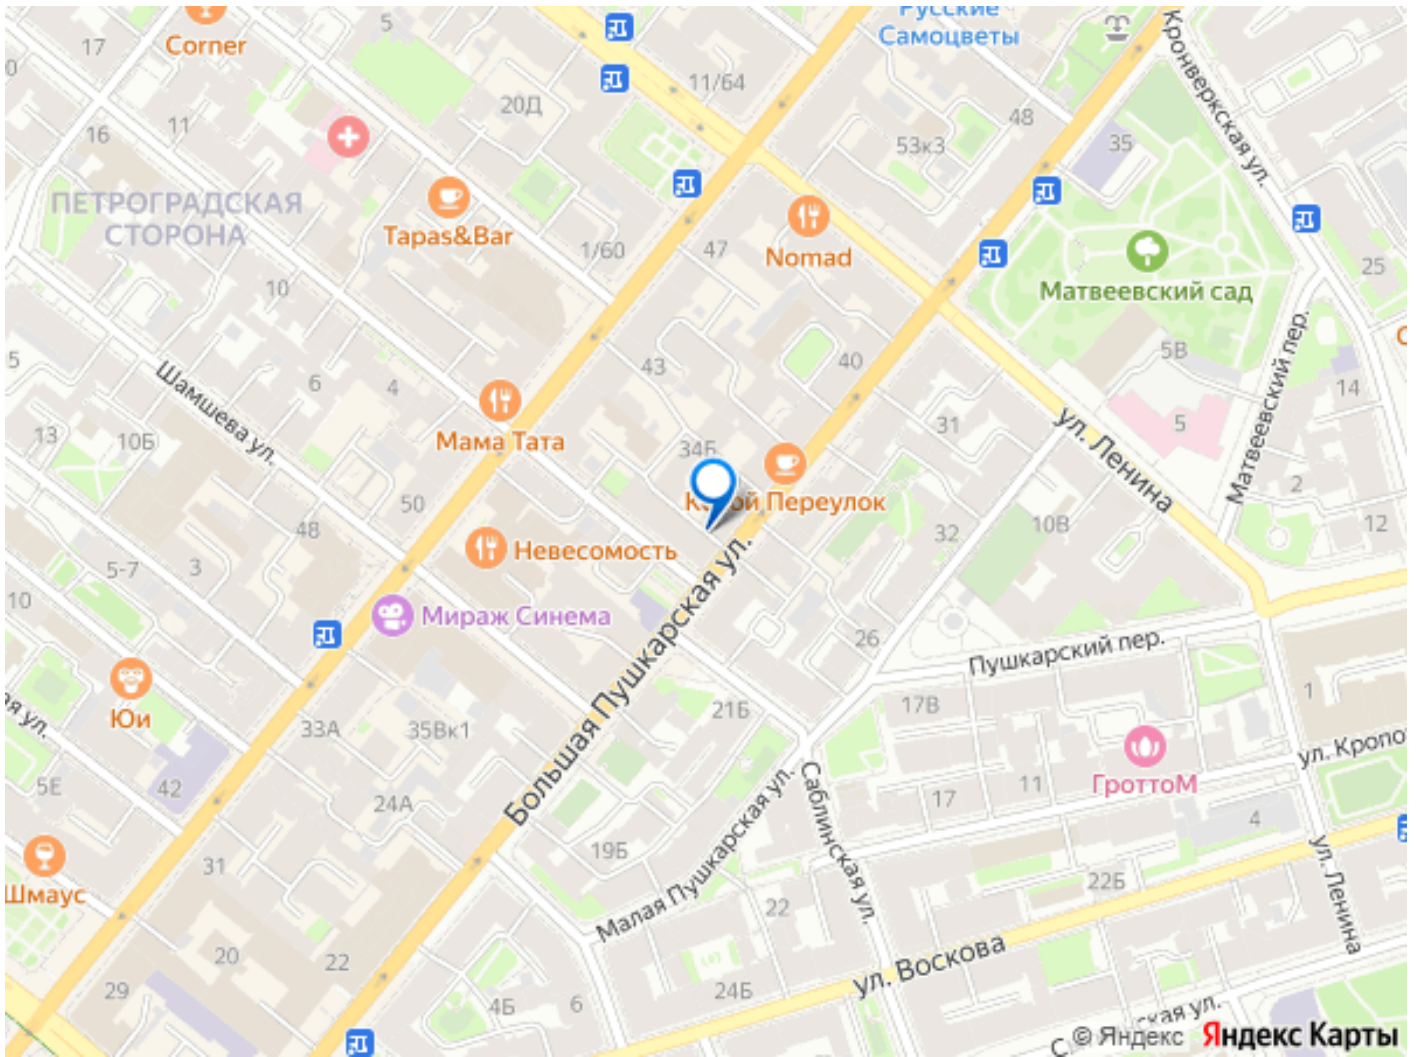 Corner
5
17
0
16
11
20Д
11/64
Русские
Самоцветы
48
53к3
35
Кронверкская ул.
ПЕТРОГРАДСКАЯ
СТОРОНА
Tapas&Bar
1/60
47
Nomad
Матвеевский сад
25
10
5
6
4
43
40
5В
14
Матвеевский пер.
Шамшева ул.
13
10Б
Мама Тата
34Б
31
5
ул. Ленина
2
12
50
48
Невесомость
Переулок
32
10В
5-7
3
10
Мираж Синема
Большая Пушкарская ул.
26
Пушкарский пер.
Юи
ул.
33А
35Вк1
21Б
17В
1
ГроттоМ
ул. Кропо
5Е
42
24А
17
11
4
Шмаус
31
19Б
Малая Пушкарская ул.
Саблинская ул.
22
22Б
ул. Ленина
20
22
29
4Б
6
24Б
ул. Воскова
ская ул.
© Яндекс Яндекс Карты